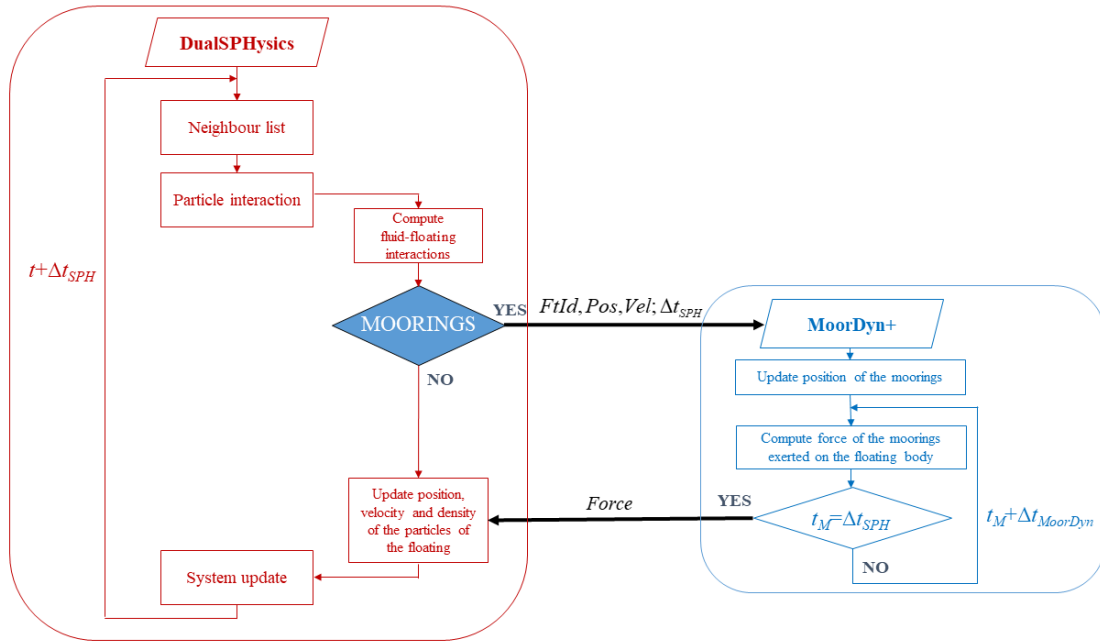 DualSPHysics
Neighbour list
Particle interaction
Compute
fluid-floating
interactions
t+Δt_SPH
MOORINGS
YES
FtId, Pos, Vel; Δt_SPH
NO
Update position,
velocity and density
of the particles of
the floating
System update
MoorDyn+
Update position of the moorings
Compute force of the moorings
exerted on the floating body
YES
Force
t_M=Δt_SPH
t_M+Δt_MoorDyn
NO